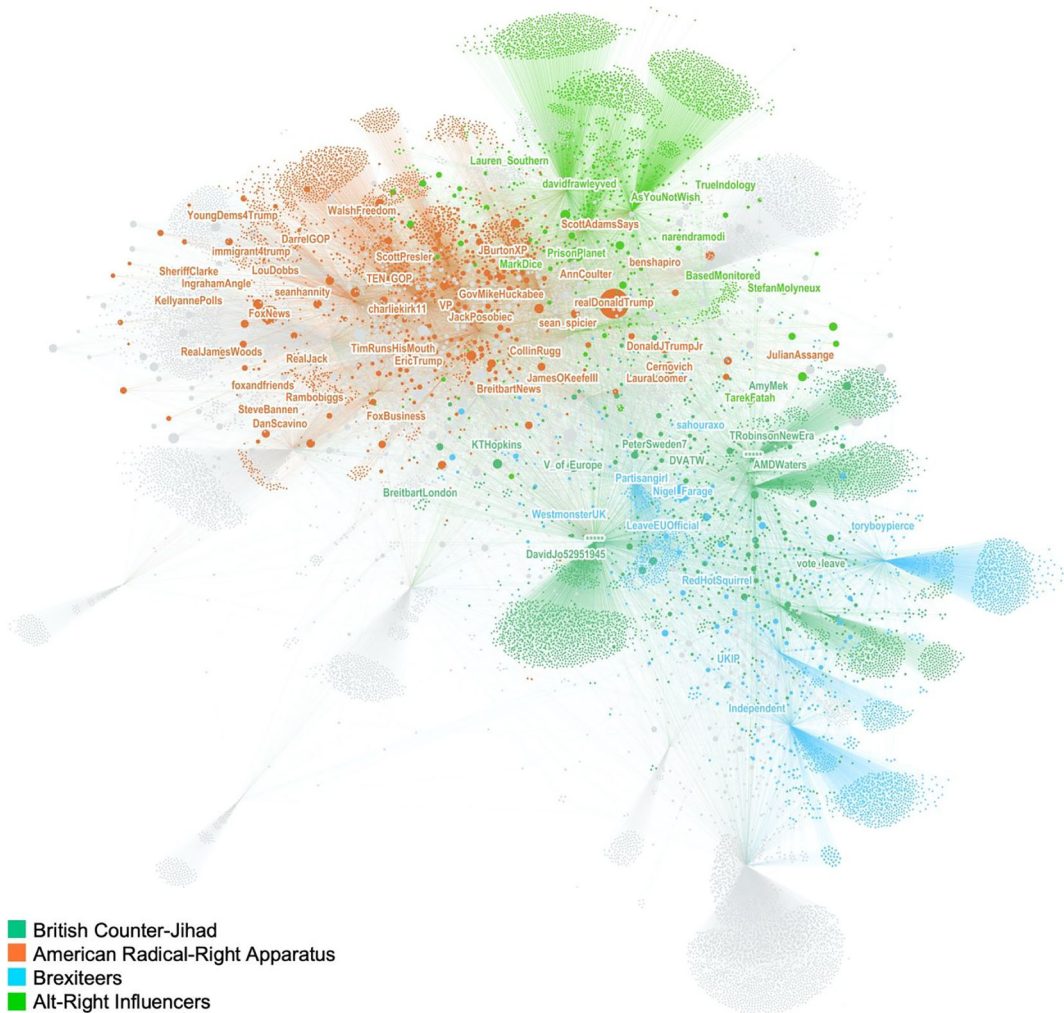 Lauren_Southern
davidfrawleyved
TrueIndology
AsYouNotWish
YoungDems4Trump
WalshFreedom
ScottAdamsSays
DarrelGOP
JBurtonXP
narendramodi
immigrant4trump
ScottPresler
PrisonPlanet
benshapiro
SheriffClarke
LouDobbs
TEN_GOP
MarkDice
AnnCoulter
BasedMonitored
IngrahamAngle
StefanMolyneux
KellyannePolls
seanhannity
charliekirk11
VP
GovMikeHuckabee
realDonaldTrump
FoxNews
JackPosobiec
sean_spicier
RealJamesWoods
RealJack
TimRunsHisMouth
CollinRugg
DonaldJTrumpJr
JulianAssange
EricTrump
Cernovich
foxandfriends
JamesOKeefeIII
LauraLoomer
Rambobiggs
BreitbartNews
AmyMek
SteveBannen
FoxBusiness
TarekFatah
DanScavino
sahouraxo
KTHopkins
PeterSweden7
TRobinsonNewEra
*****
V_of_Europe
DVATW
AMDWaters
BreitbartLondon
Partisangirl
Nigel_Farage
WestmonsterUK
LeaveEUOfficial
toryboypierce
*****
DavidJo52951945
vote_leave
RedHotSquirrel
UKIP
Independent
British Counter-Jihad
American Radical-Right Apparatus
Brexiteers
Alt-Right Influencers